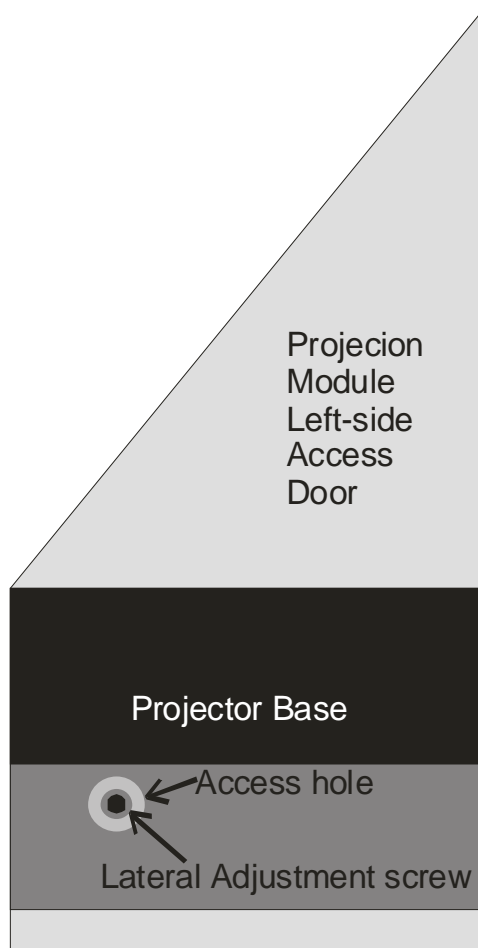 Projecion
Module
Left-side
Access
Door
Projector Base
Access hole
Lateral Adjustment screw